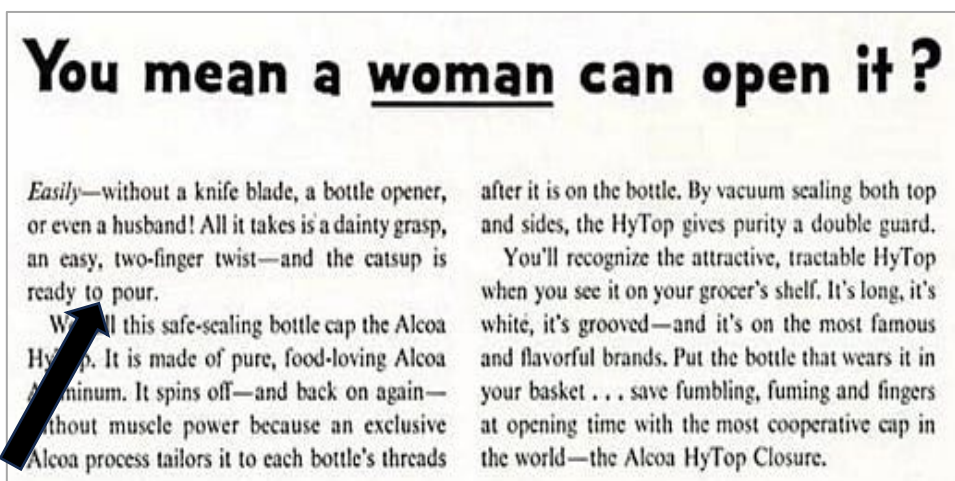 You mean a woman can open it?
Easily—without a knife blade, a bottle opener,
or even a husband! All it takes is a dainty grasp,
an easy, two-finger twist—and the catsup is
ready to pour.
this safe-sealing bottle cap the Alcoa
It is made of pure, food-loving Alcoa
It spins off—and back on again—
muscle power because an exclusive
Alcoa process tailors it to each bottle's threads
after it is on the bottle. By vacuum sealing both top
and sides, the HyTop gives purity a double guard.
You'll recognize the attractive, tractable HyTop
when you see it on your grocer's shelf. It's long, it's
white, it's grooved—and it's on the most famous
and flavorful brands. Put the bottle that wears it in
your basket . . . save fumbling, fuming and fingers
at opening time with the most cooperative cap in
the world—the Alcoa HyTop Closure.